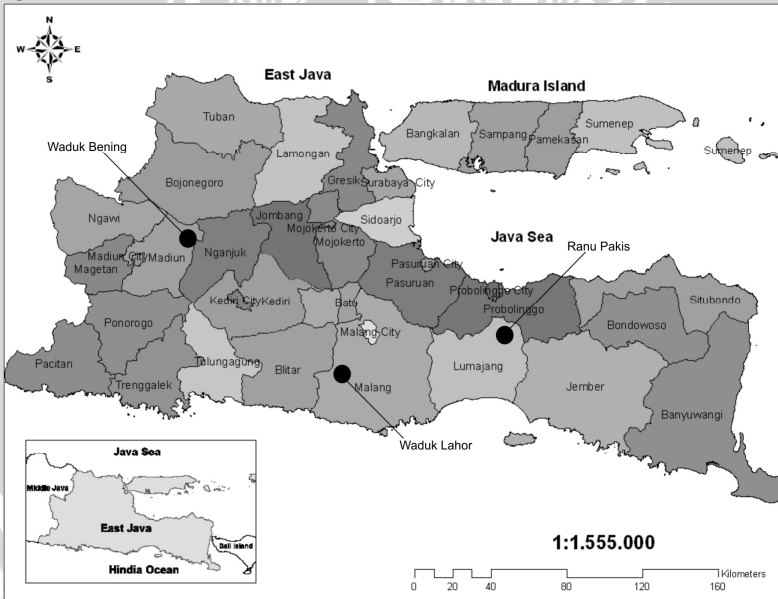 N
W E
S
East Java
Madura Island
Tuban
Waduk Bening
Lamongan
Bangkalan
Sampang
Pamekasan
Sumenep
Sumenep
Bojonegoro
Gresik
Surabaya City
Ngawi
Jombang
Sidoarjo
Mojokerto City
Mojokerto
Java Sea
Ranu Pakis
Madiun City
Madiun
Nganjuk
Magetan
Pasuruan City
Pasuruan
Probolinggo City
Probolinggo
Situbondo
Kediri City
Kediri
Batu
Bondowoso
Ponorogo
Malang City
Pacitan
Tulungagung
Blitar
Lumajang
Trenggalek
Malang
Jember
Banyuwangi
Waduk Lahor
Java Sea
Middle Java
East Java
Bali Island
Hindia Ocean
1:1.555.000
Kilometers
0 20 40 80 120 160